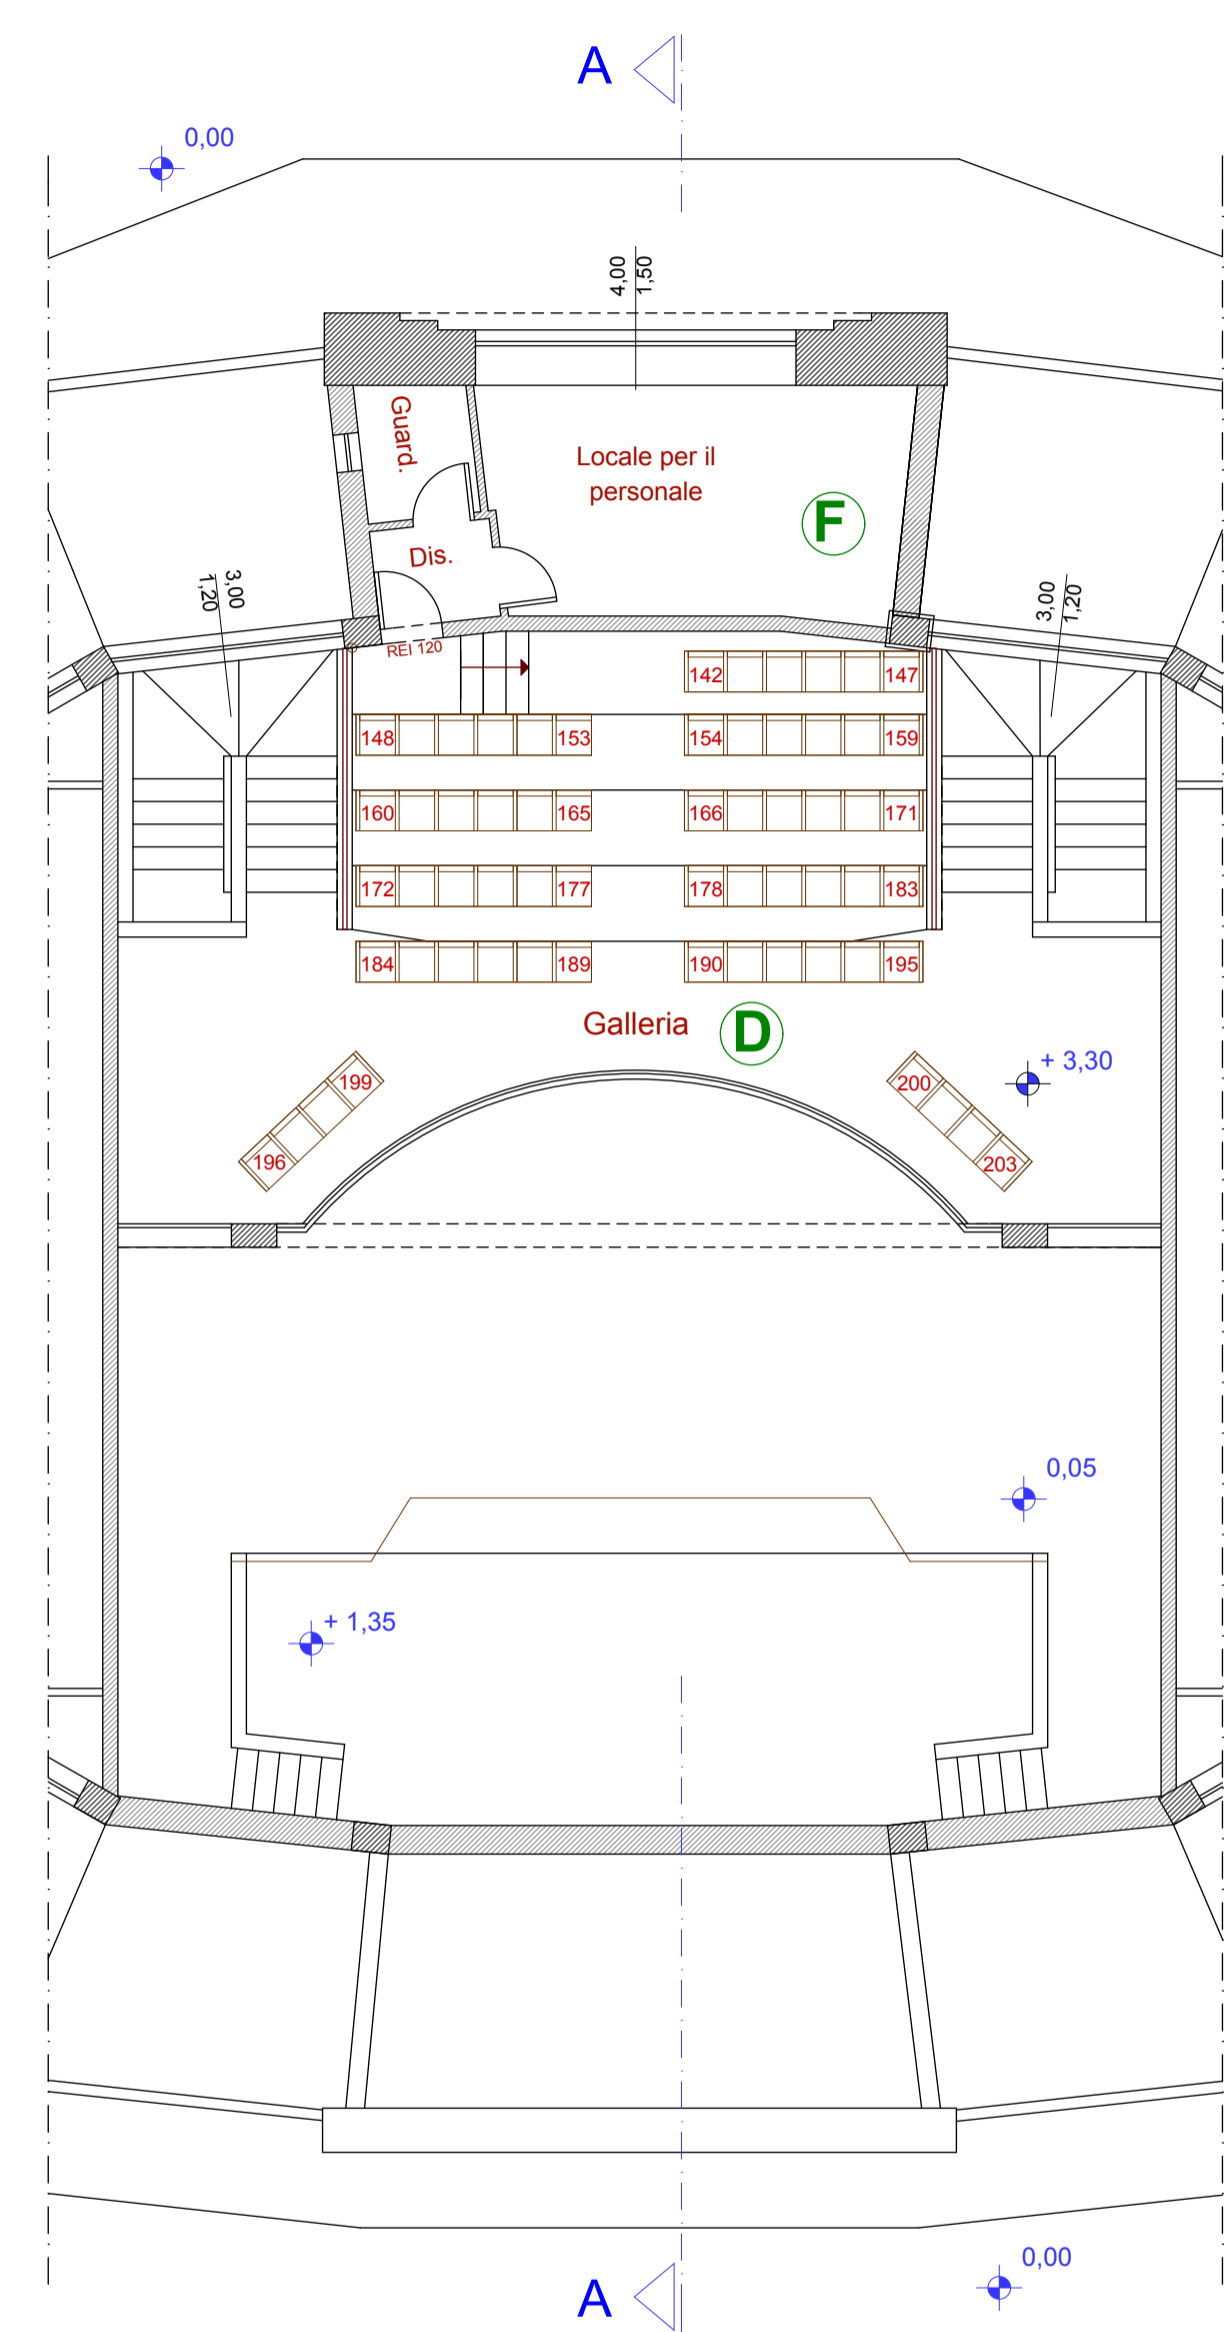 A
0,00
4,00
1,50
Guard.
Locale per il
personale
F
Dis.
3,00
1,20
3,00
1,20
REI 120
142 147
148 153 154 159
160 165 166 171
172 177 178 183
184 189 190 195
Galleria
D
+ 3,30
199 200
196 203
0,05
+ 1,35
0,00
A